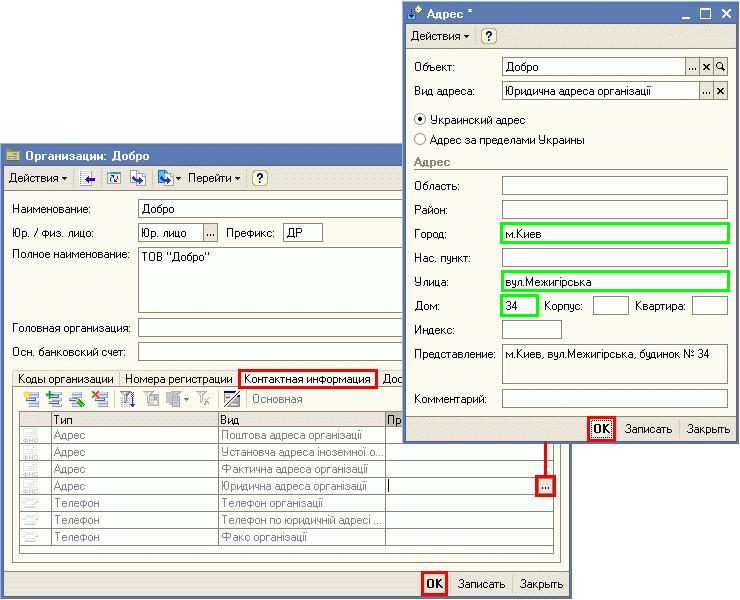 Адрес *
Действия
Объект: Добро
Вид адреса: Юридична адреса організації
Украинский адрес
Адрес за пределами Украины
Адрес
Область:
Район:
Город: м.Киев
Нас. пункт:
Улица: вул.Межигірська
Дом: 34 Корпус: Квартира:
Индекс:
Представление: м.Киев, вул.Межигірська, будинок № 34
Комментарий:
OK Записать Закрыть
Организации: Добро
Действия Перейти
Наименование: Добро
Юр. / физ. лицо: Юр. лицо ... Префикс: ДР
Полное наименование: ТОВ "Добро"
Головная организация:
Осн. банковский счет:
Коды организации Номера регистрации Контактная информация
Основная
Тип Вид
Адрес Поштова адреса організації
Адрес Установча адреса іноземної о...
Адрес Фактична адреса організації
Адрес Юридична адреса організації ...
Телефон Телефон організації
Телефон Телефон по юридичній адресі ...
Телефон Факс організації
OK Записать Закрыть